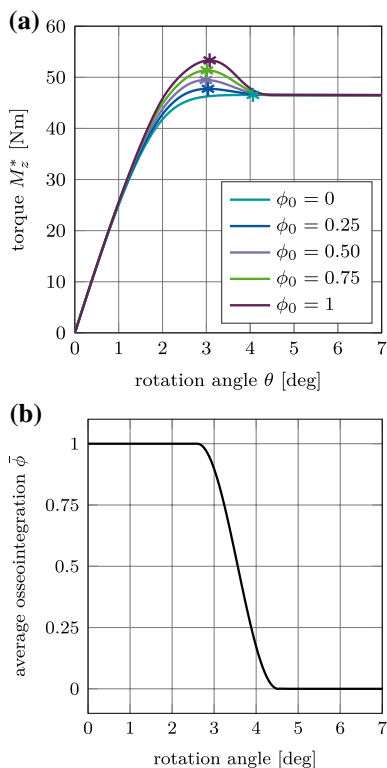 (a)
60
50
40
30
20
10
0
torque M*z [Nm]
ϕ0 = 0
ϕ0 = 0.25
ϕ0 = 0.50
ϕ0 = 0.75
ϕ0 = 1
0 1 2 3 4 5 6 7
rotation angle θ [deg]
(b)
1
0.75
0.5
0.25
0
average osseointegration ϕ̄
0 1 2 3 4 5 6 7
rotation angle [deg]